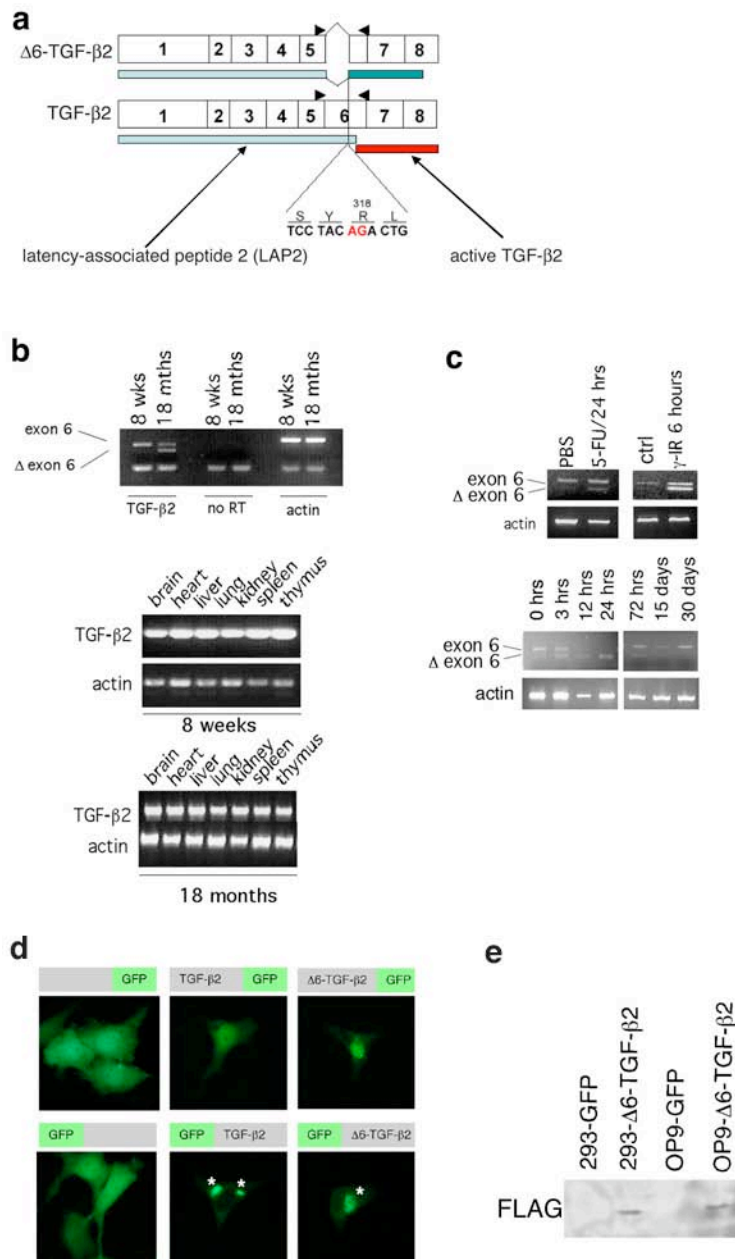 a
Δ6-TGF-β2
1 2 3 4 5 7 8
TGF-β2
1 2 3 4 5 6 7 8
318
S Y R L
TCC TAC AGA CTG
latency-associated peptide 2 (LAP2)
active TGF-β2
b
8 wks 18 mths 8 wks 18 mths 8 wks 18 mths
exon 6
Δ exon 6
TGF-β2 no RT actin
brain heart liver lung kidney spleen thymus
TGF-β2
actin
8 weeks
brain heart liver lung kidney spleen thymus
TGF-β2
actin
18 months
c
PBS 5-FU/24 hrs ctrl γ-IR 6 hours
exon 6
Δ exon 6
actin
0 hrs 3 hrs 12 hrs 24 hrs 72 hrs 15 days 30 days
exon 6
Δ exon 6
actin
d
GFP TGF-β2 GFP Δ6-TGF-β2 GFP
GFP GFP TGF-β2 GFP Δ6-TGF-β2
* * *
e
293-GFP 293-Δ6-TGF-β2 OP9-GFP OP9-Δ6-TGF-β2
FLAG